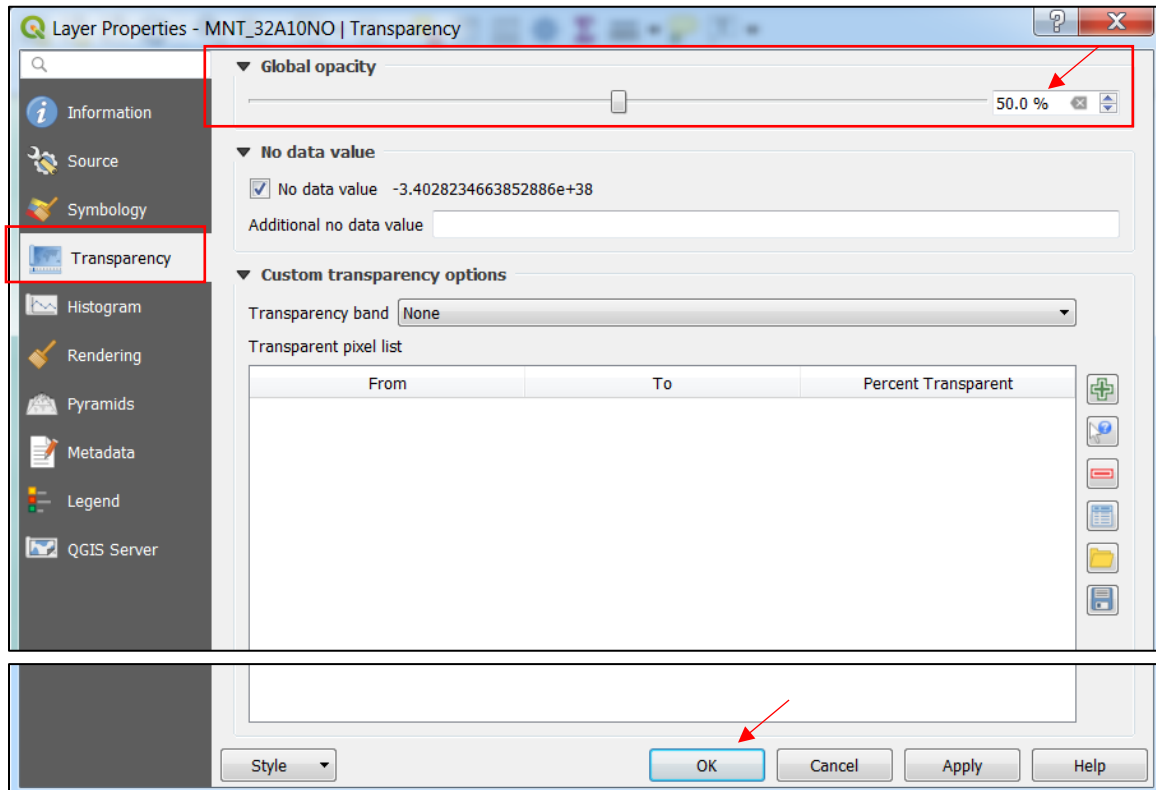 Layer Properties - MNT_32A10NO | Transparency
Information
Source
Symbology
Transparency
Histogram
Rendering
Pyramids
Metadata
Legend
QGIS Server
Global opacity
50.0 %
No data value
No data value -3.4028234663852886e+38
Additional no data value
Custom transparency options
Transparency band None
Transparent pixel list
From To Percent Transparent
Style OK Cancel Apply Help